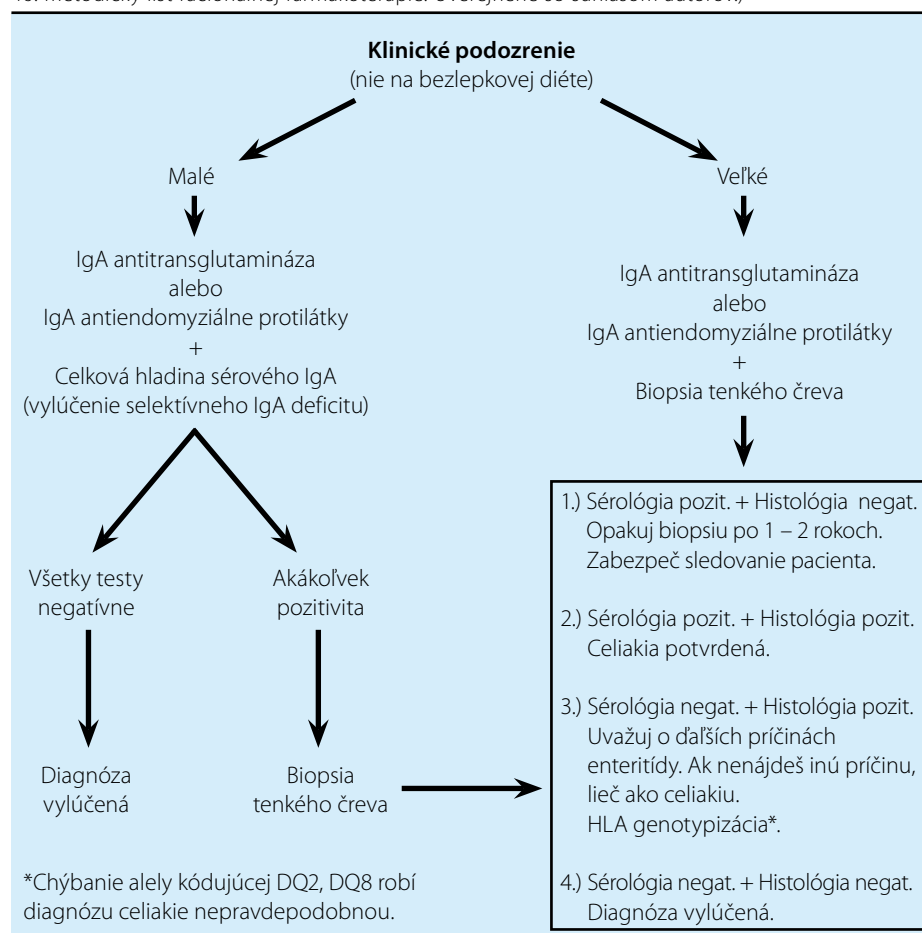 Klinické podozrenie
(nie na bezlepkovej diéte)
Malé
Veľké
IgA antitransglutamináza
alebo
IgA antiendomyziálne protilátky
+
Celková hladina sérového IgA
(vylúčenie selektívneho IgA deficitu)
IgA antitransglutamináza
alebo
IgA antiendomyziálne protilátky
+
Biopsia tenkého čreva
Všetky testy
negatívne
Akákoľvek
pozitivita
Diagnóza
vylúčená
Biopsia
tenkého čreva
1.) Sérológia pozit. + Histológia negat.
Opakuj biopsiu po 1 – 2 rokoch.
Zabezpeč sledovanie pacienta.
2.) Sérológia pozit. + Histológia pozit.
Celiakia potvrdená.
3.) Sérológia negat. + Histológia pozit.
Uvažuj o ďaľších príčinách
enteritídy. Ak nenájdeš inú príčinu,
lieč ako celiakiu.
HLA genotypizácia*.
4.) Sérológia negat. + Histológia negat.
Diagnóza vylúčená.
*Chýbanie alely kódujúcej DQ2, DQ8 robí
diagnózu celiakie nepravdepodobnou.